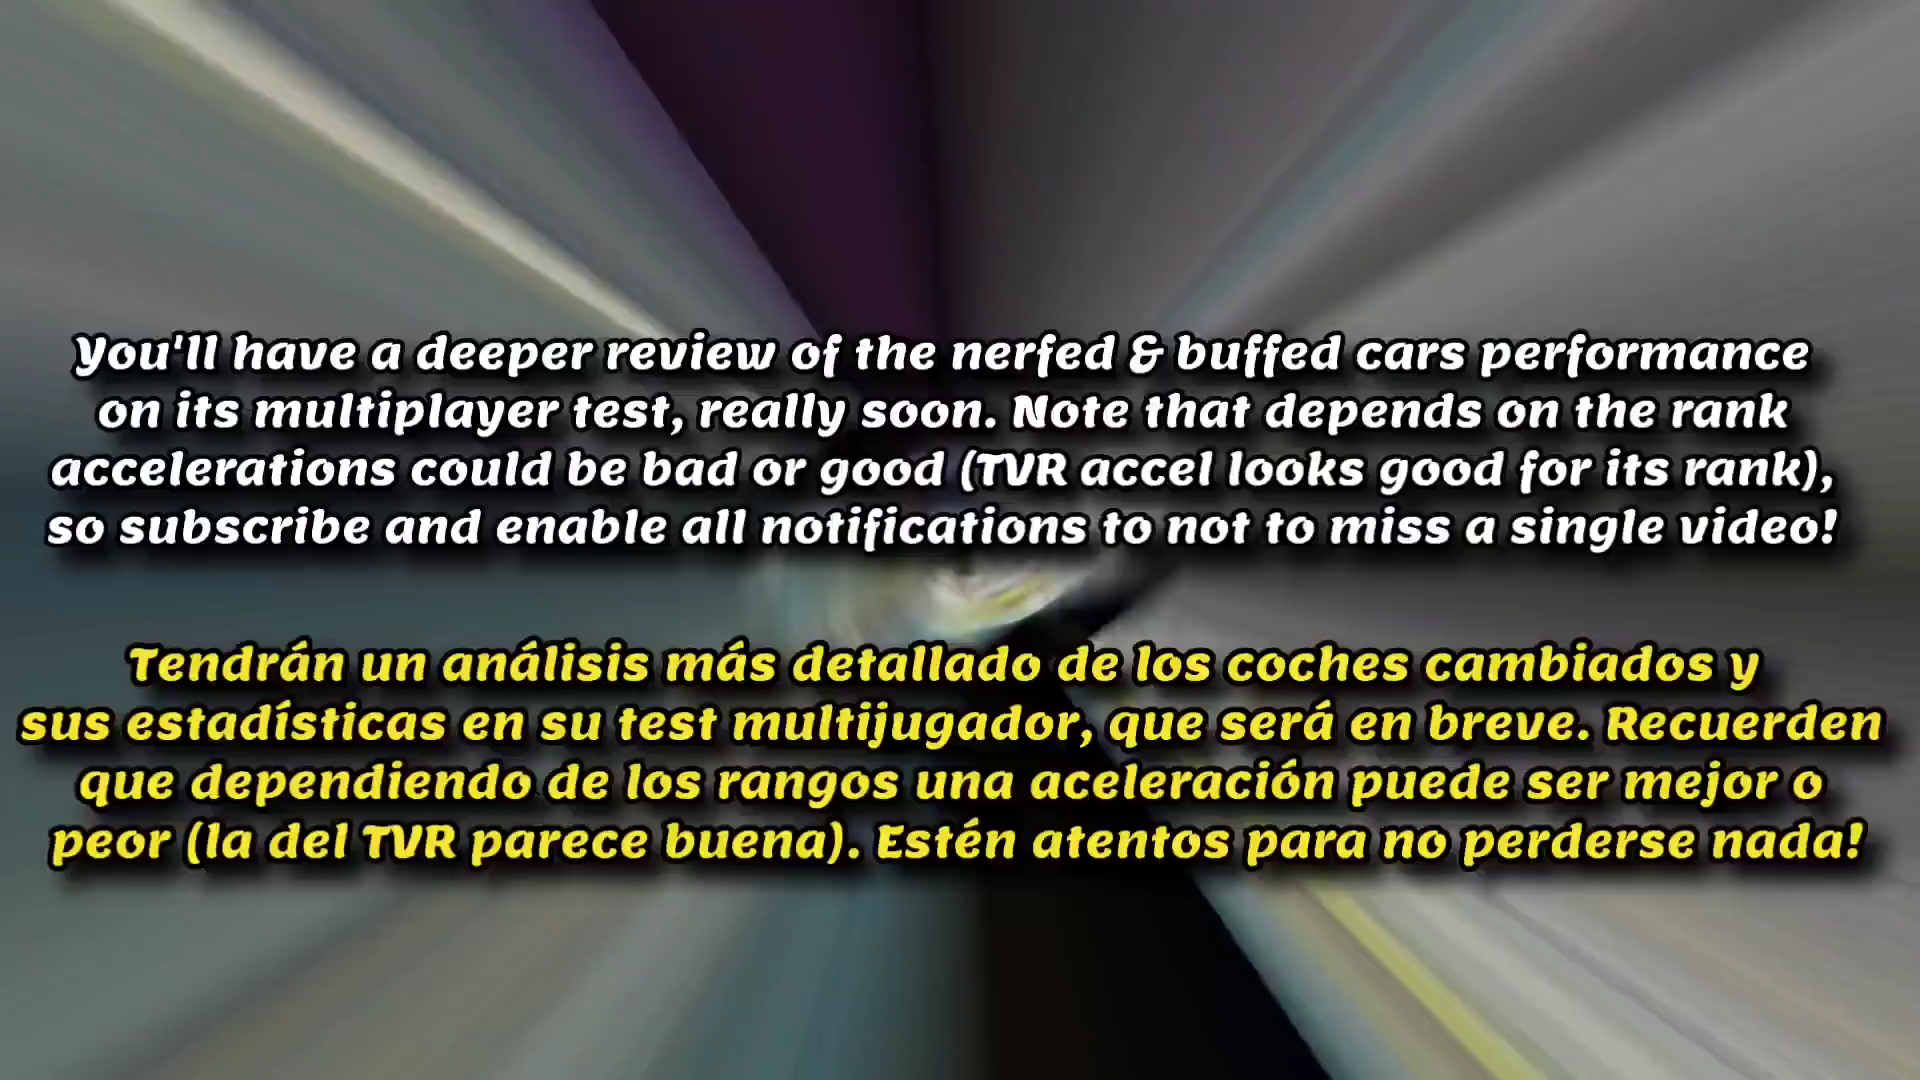 You'll have a deeper review of the nerfed & buffed cars performance
on its multiplayer test, really soon. Note that depends on the rank
accelerations could be bad or good (TVR accel looks good for its rank),
so subscribe and enable all notifications to not to miss a single video!
Tendrán un análisis más detallado de los coches cambiados y
sus estadísticas en su test multijugador, que será en breve. Recuerden
que dependiendo de los rangos una aceleración puede ser mejor o
peor (la del TVR parece buena). Estén atentos para no perderse nada!